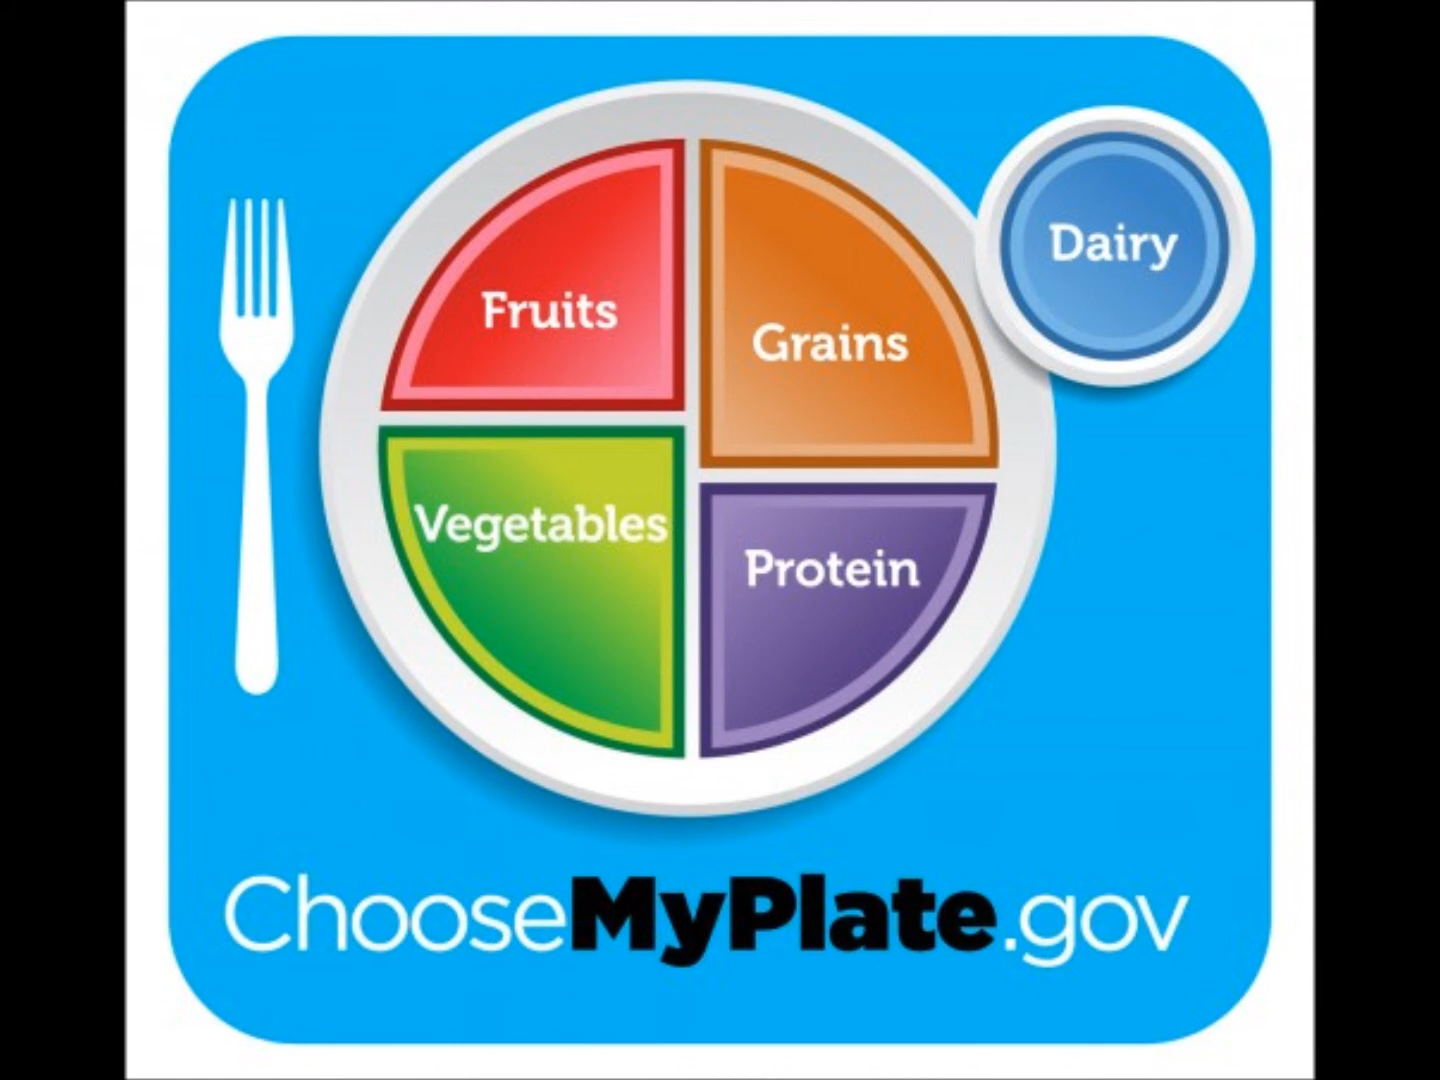 Dairy
Fruits
Grains
Vegetables
Protein
ChooseMyPlate.gov